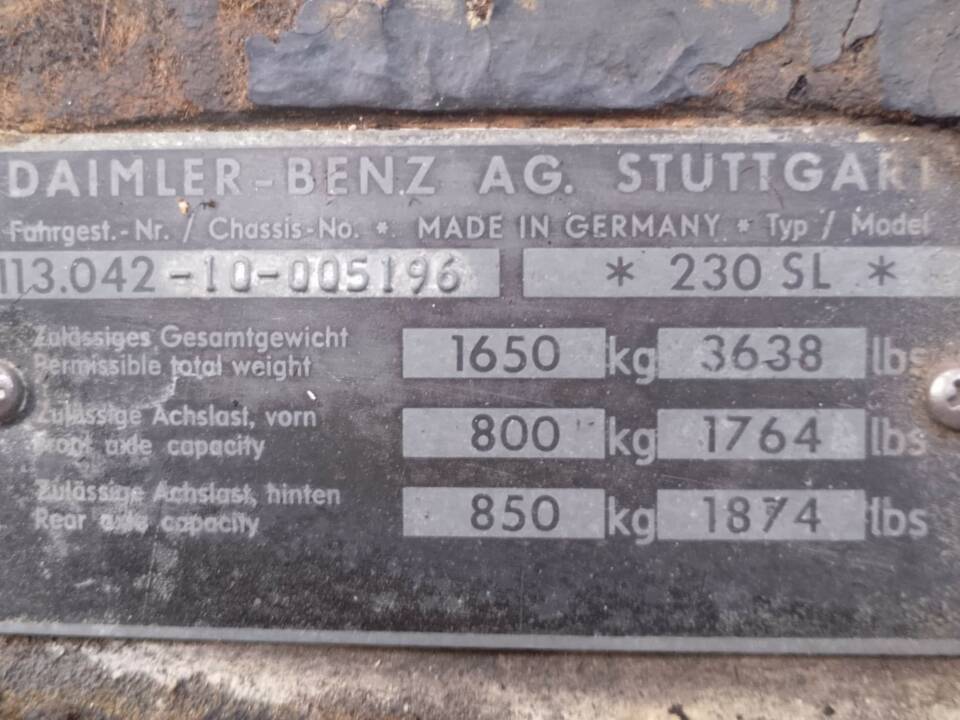 DAIMLER-BENZ AG. STUTTGART
Fahrgest.-Nr. / Chassis-No. * MADE IN GERMANY * Typ / Model
113.042-10-005196 * 230 SL *
Zulässiges Gesamtgewicht
Permissible total weight 1650 kg 3638 lbs
Zulässige Achslast, vorn
Front axle capacity 800 kg 1764 lbs
Zulässige Achslast, hinten
Rear axle capacity 850 kg 1874 lbs